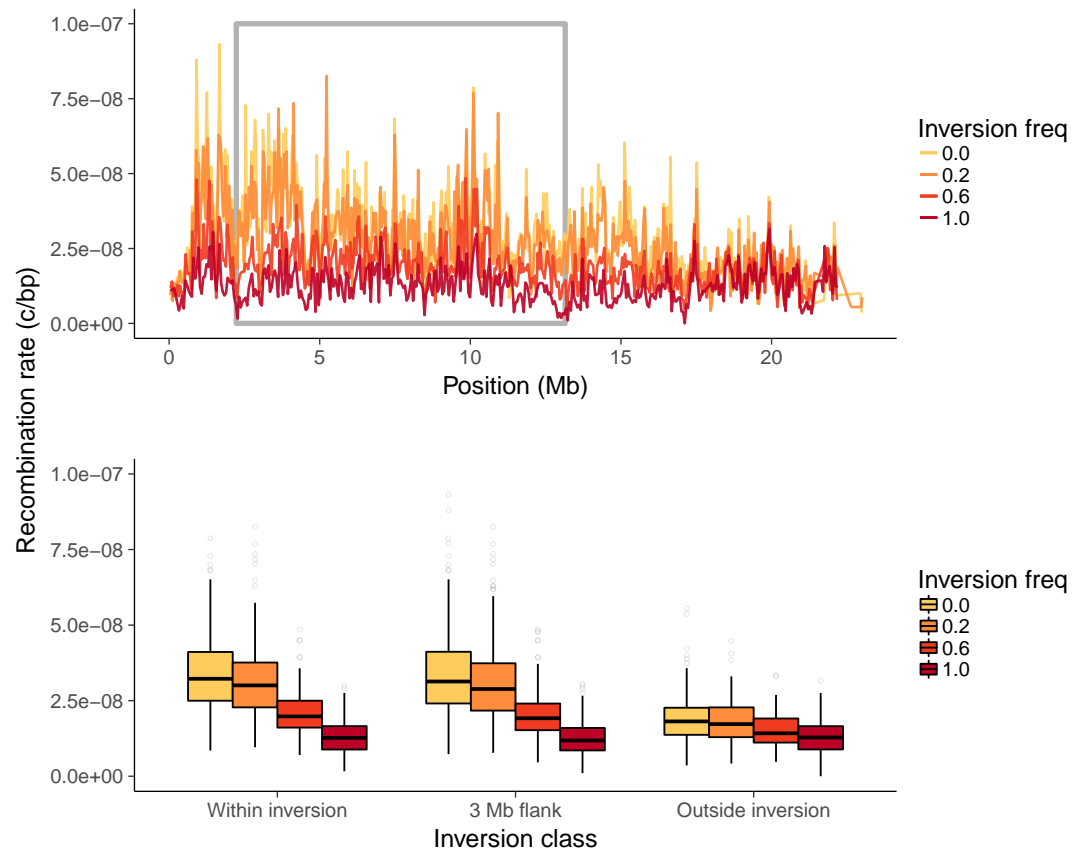 Recombination rate (c/bp)
1.0e−07
7.5e−08
5.0e−08
2.5e−08
0.0e+00
0
5
10
15
20
Position (Mb)
Inversion freq
0.0
0.2
0.6
1.0
1.0e−07
7.5e−08
5.0e−08
2.5e−08
0.0e+00
Within inversion
3 Mb flank
Outside inversion
Inversion class
Inversion freq
0.0
0.2
0.6
1.0